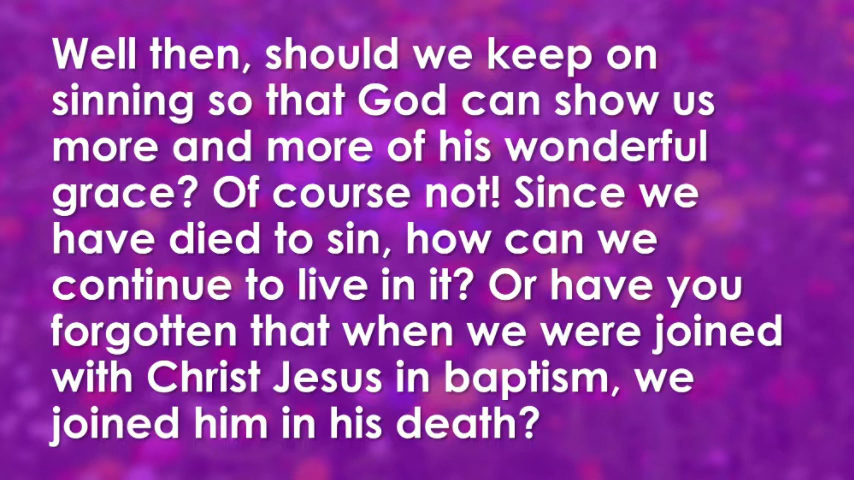 Well then, should we keep on
sinning so that God can show us
more and more of his wonderful
grace? Of course not! Since we
have died to sin, how can we
continue to live in it? Or have you
forgotten that when we were joined
with Christ Jesus in baptism, we
joined him in his death?